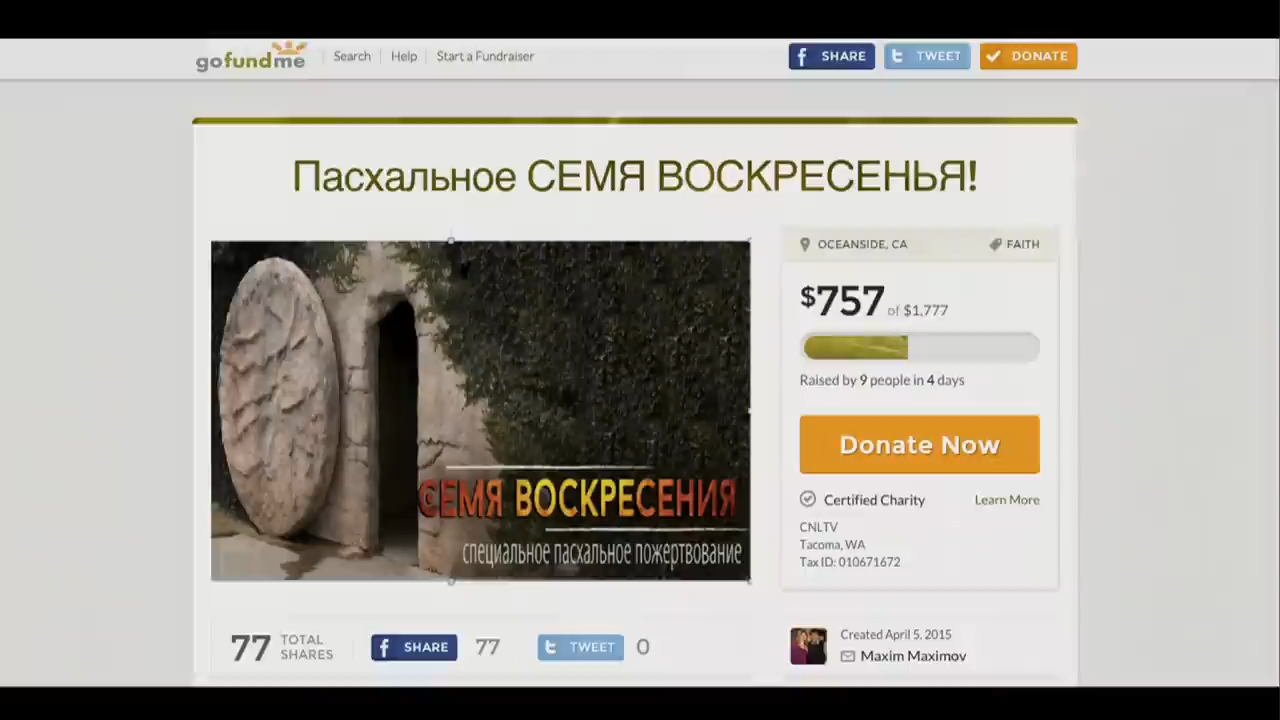 gofundme Search Help Start a Fundraiser SHARE TWEET DONATE
Пасхальное СЕМЯ ВОСКРЕСЕНЬЯ!
OCEANSIDE, CA FAITH
$757 of $1,777
Raised by 9 people in 4 days
Donate Now
Certified Charity Learn More
CNLTV
Tacoma, WA
Tax ID: 010671672
СЕМЯ ВОСКРЕСЕНИЯ
специальное пасхальное пожертвование
77 TOTAL SHARES SHARE 77 TWEET 0
Created April 5, 2015
Maxim Maximov